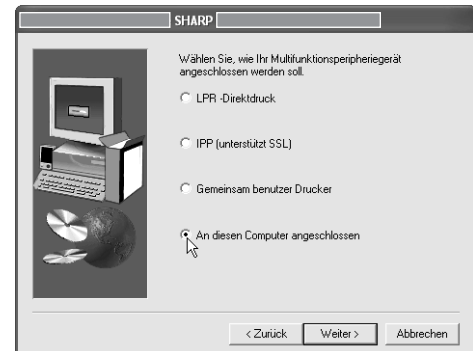 SHARP
Wählen Sie, wie Ihr Multifunktionsperipheriegerät
angeschlossen werden soll.
LPR -Direktdruck
IPP (unterstützt SSL)
Gemeinsam benutzer Drucker
An diesen Computer angeschlossen
< Zurück
Weiter >
Abbrechen